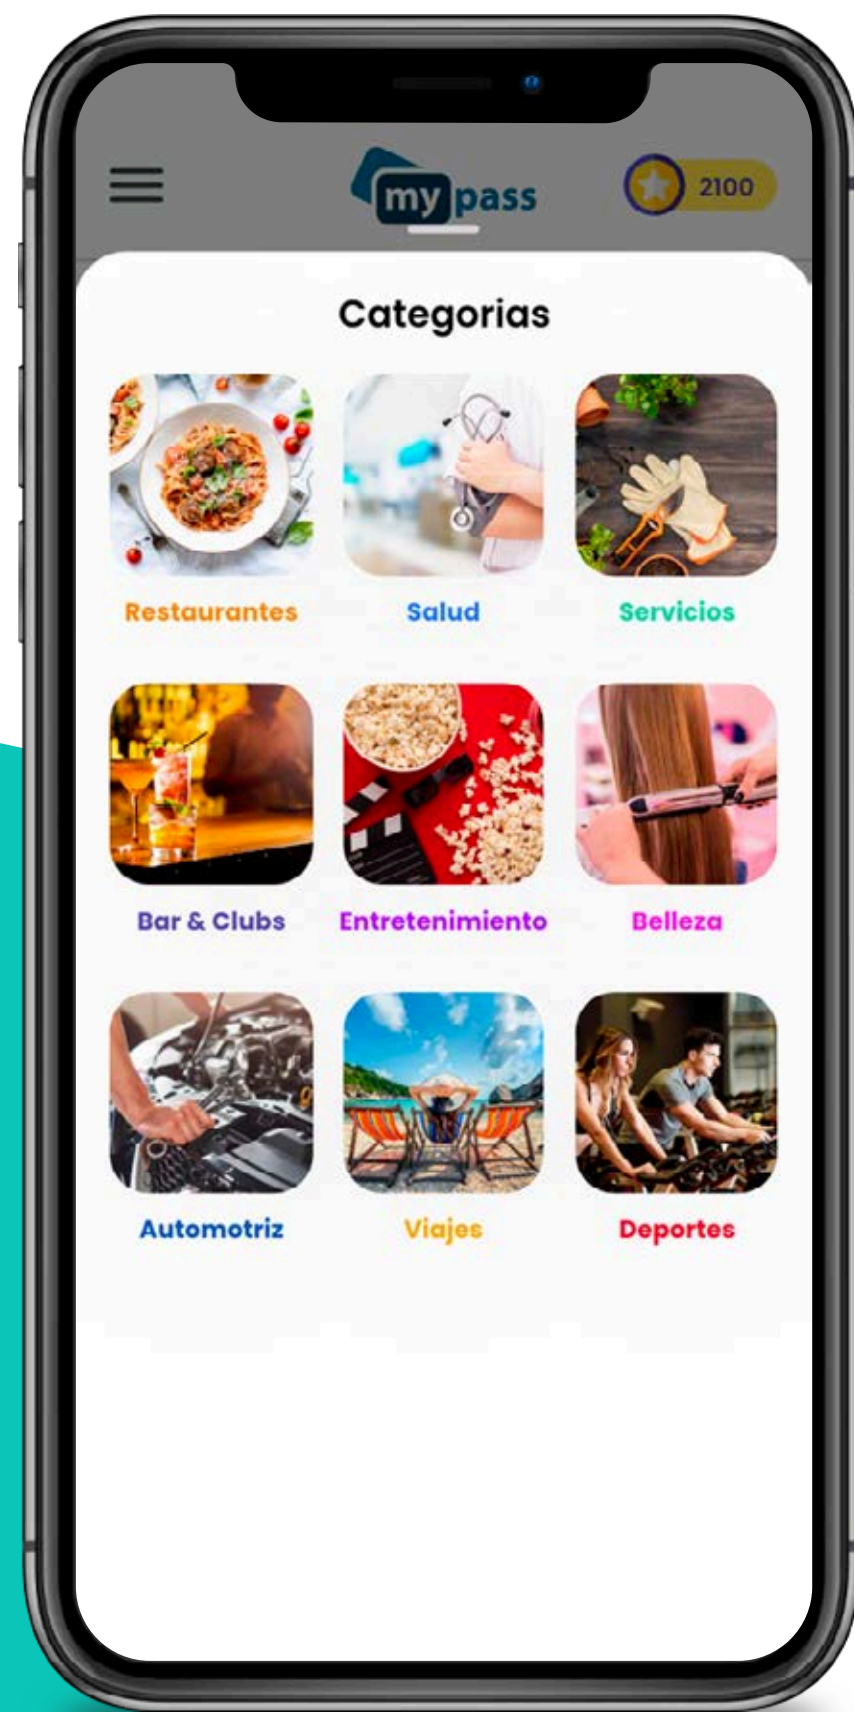 my pass
2100
Categorias
Restaurantes
Salud
Servicios
Bar & Clubs
Entretenimiento
Belleza
Automotriz
Viajes
Deportes